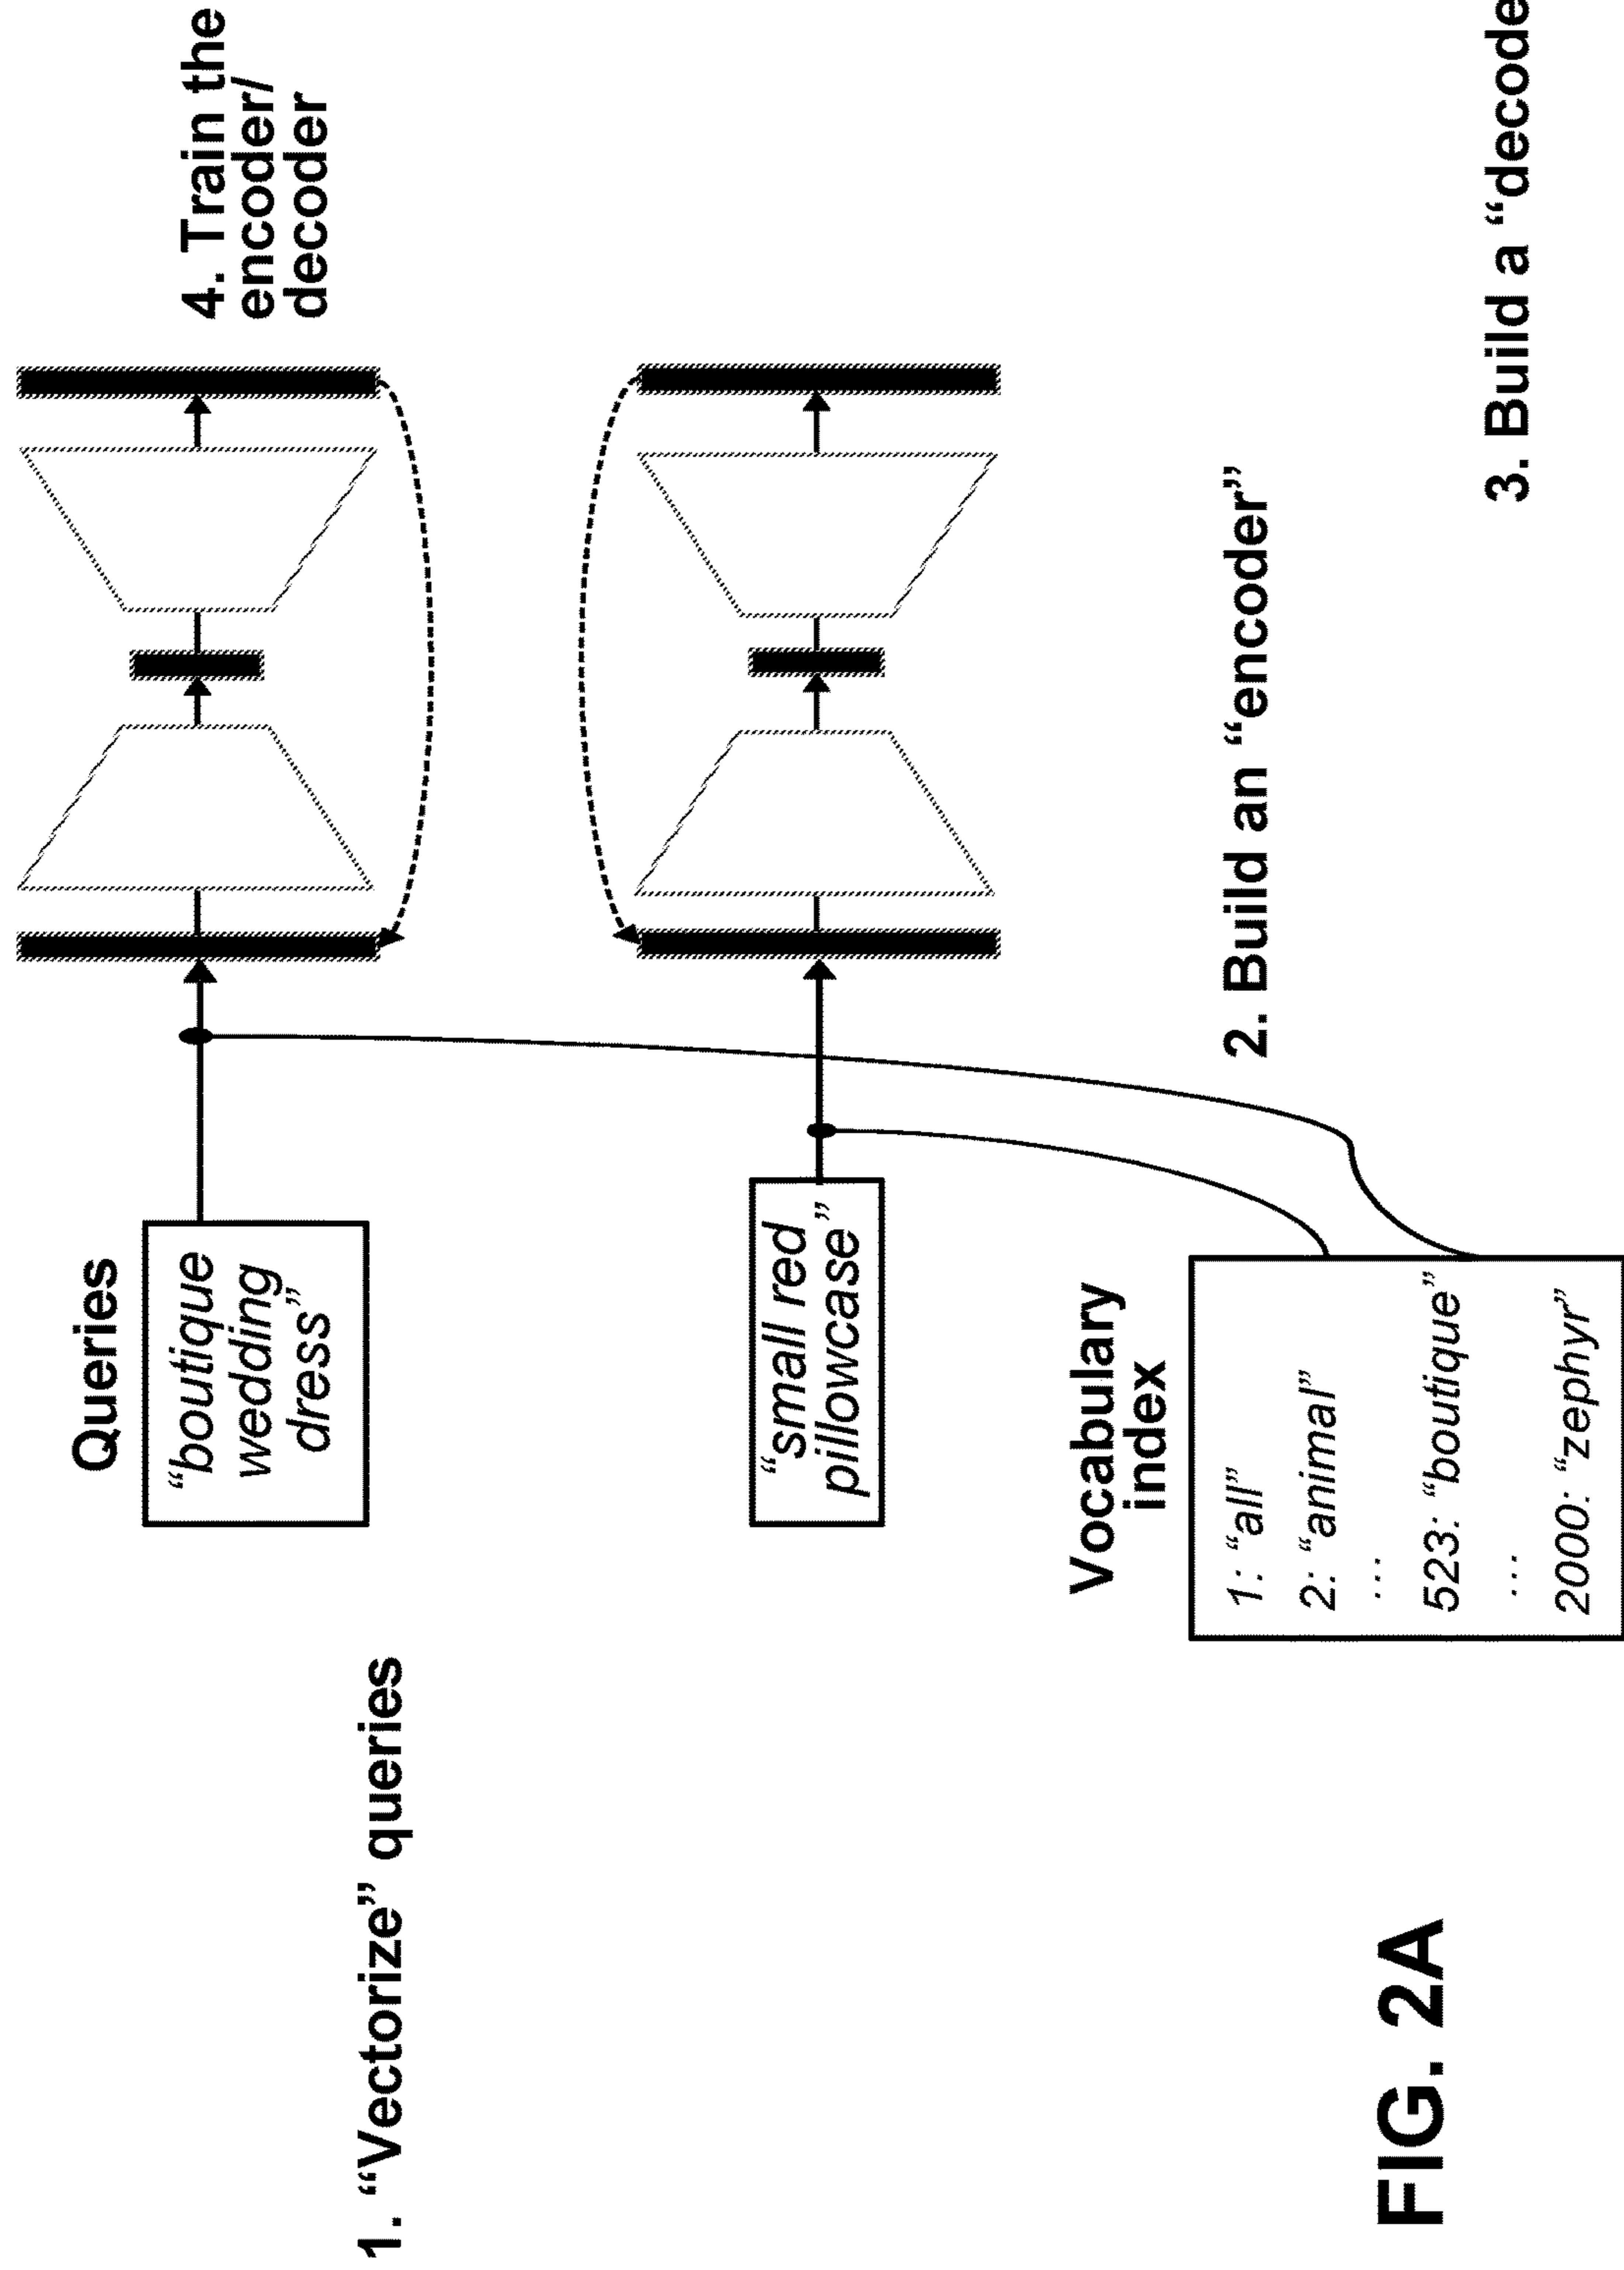 Queries
“boutique
wedding
dress”
4. Train the
encoder/
decoder
1. “Vectorize” queries
“small red
pillowcase”
Vocabulary
index
1: “all”
2: “animal”
...
523: “boutique”
...
2000: “zephyr”
2. Build an “encoder”
3. Build a “decode
FIG. 2A